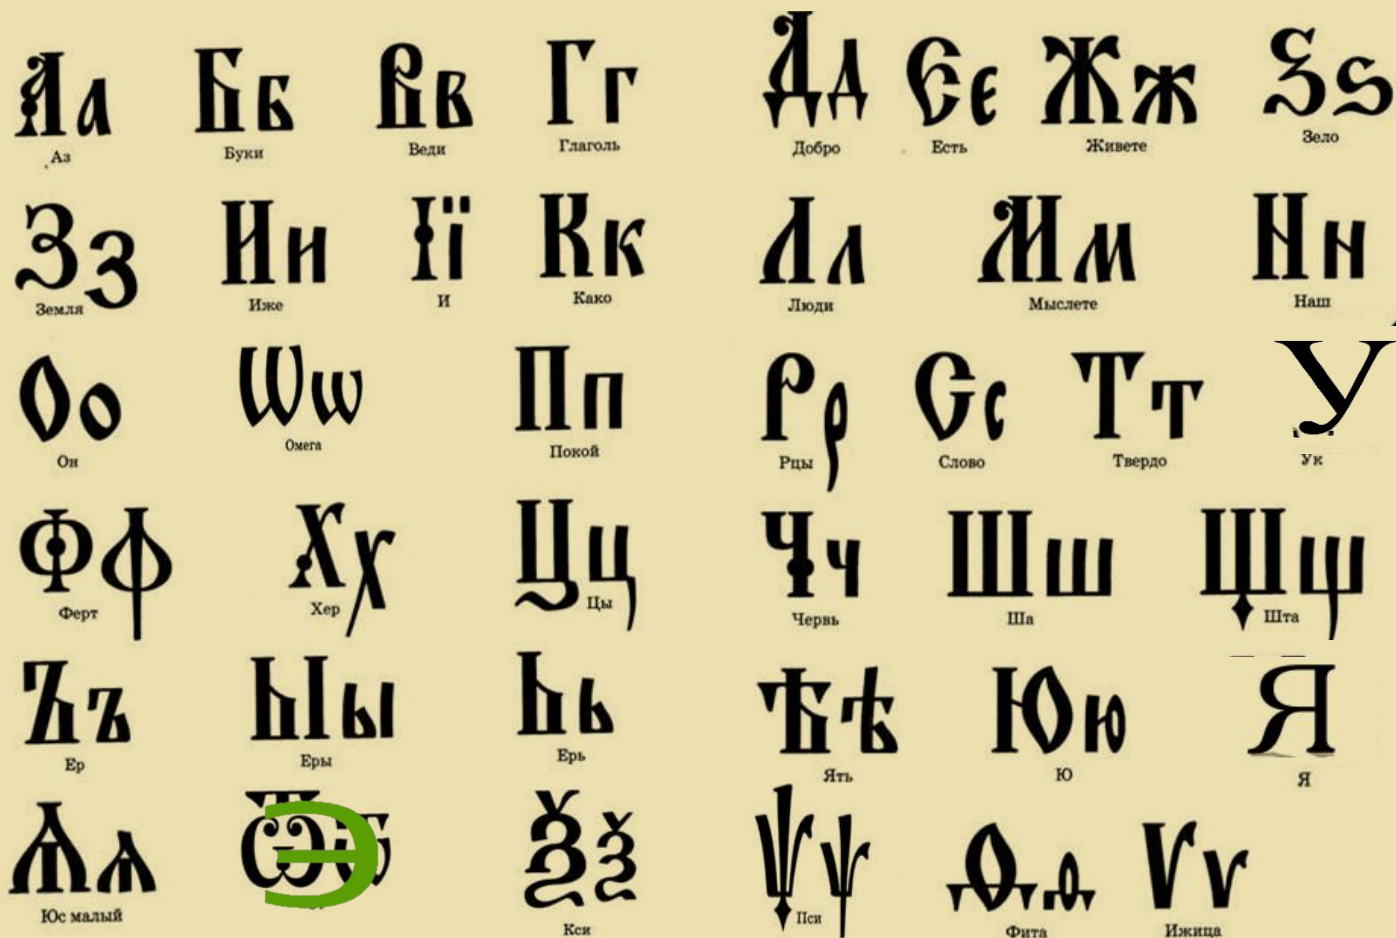 Аа Бб Вв Гг Дд Єє Жж Ѕѕ
Аз Буки Веди Глаголь Добро Есть Живете Зело
Зз Ии Її Кк Лл Мм Нн
Земля Иже И Како Люди Мыслете Наш
Оо Ѡѡ Пп Рр Сс Тт У
Он Омега Покой Рцы Слово Твердо Ук
Фф Хх Цц Чч Шш Щщ
Ферт Хер Цы Червь Ша Шта
Ъъ Ыы Ьь Ѣѣ Юю Я
Ер Еры Ерь Ять Ю Я
Ѧѧ Ѿѿ Э Ѯѯ Ѱѱ Ѳѳ Ѵѵ
Юс малый Кси Пси Фита Ижица